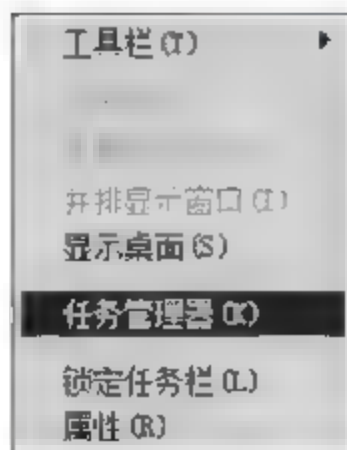 工具栏(T)
并排显示窗口(I)
显示桌面(S)
任务管理器(K)
锁定任务栏(L)
属性(R)